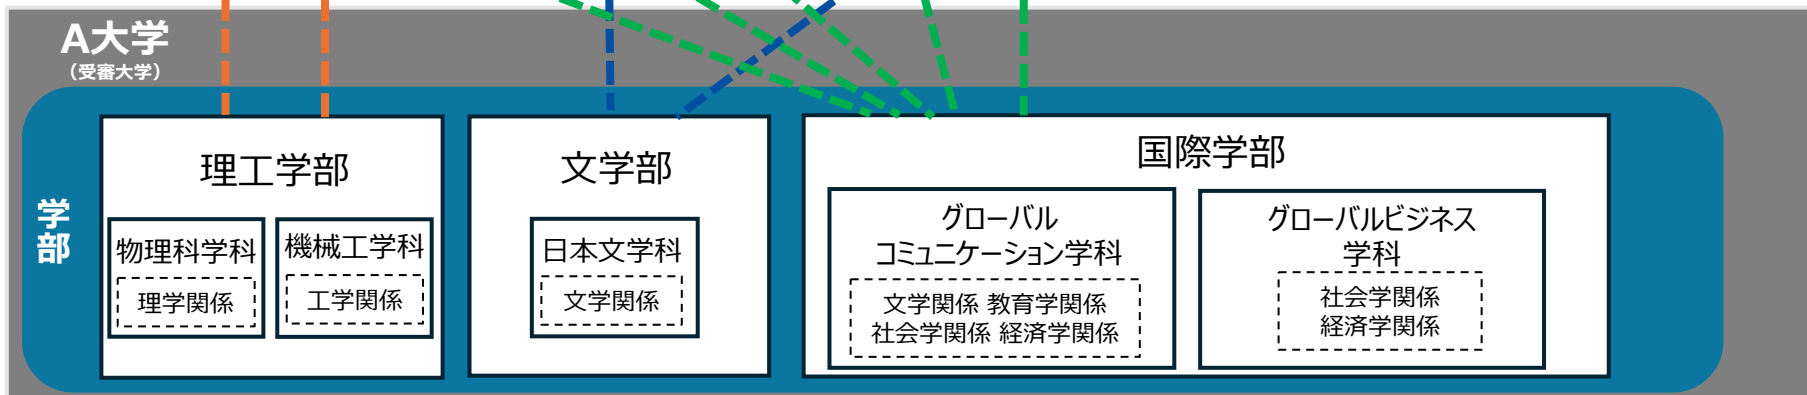 A大学
（受審大学）
学部
理工学部
物理科学科
理学関係
機械工学科
工学関係
文学部
日本文学科
文学関係
国際学部
グローバル
コミュニケーション学科
文学関係 教育学関係
社会学関係 経済学関係
グローバルビジネス
学科
社会学関係
経済学関係